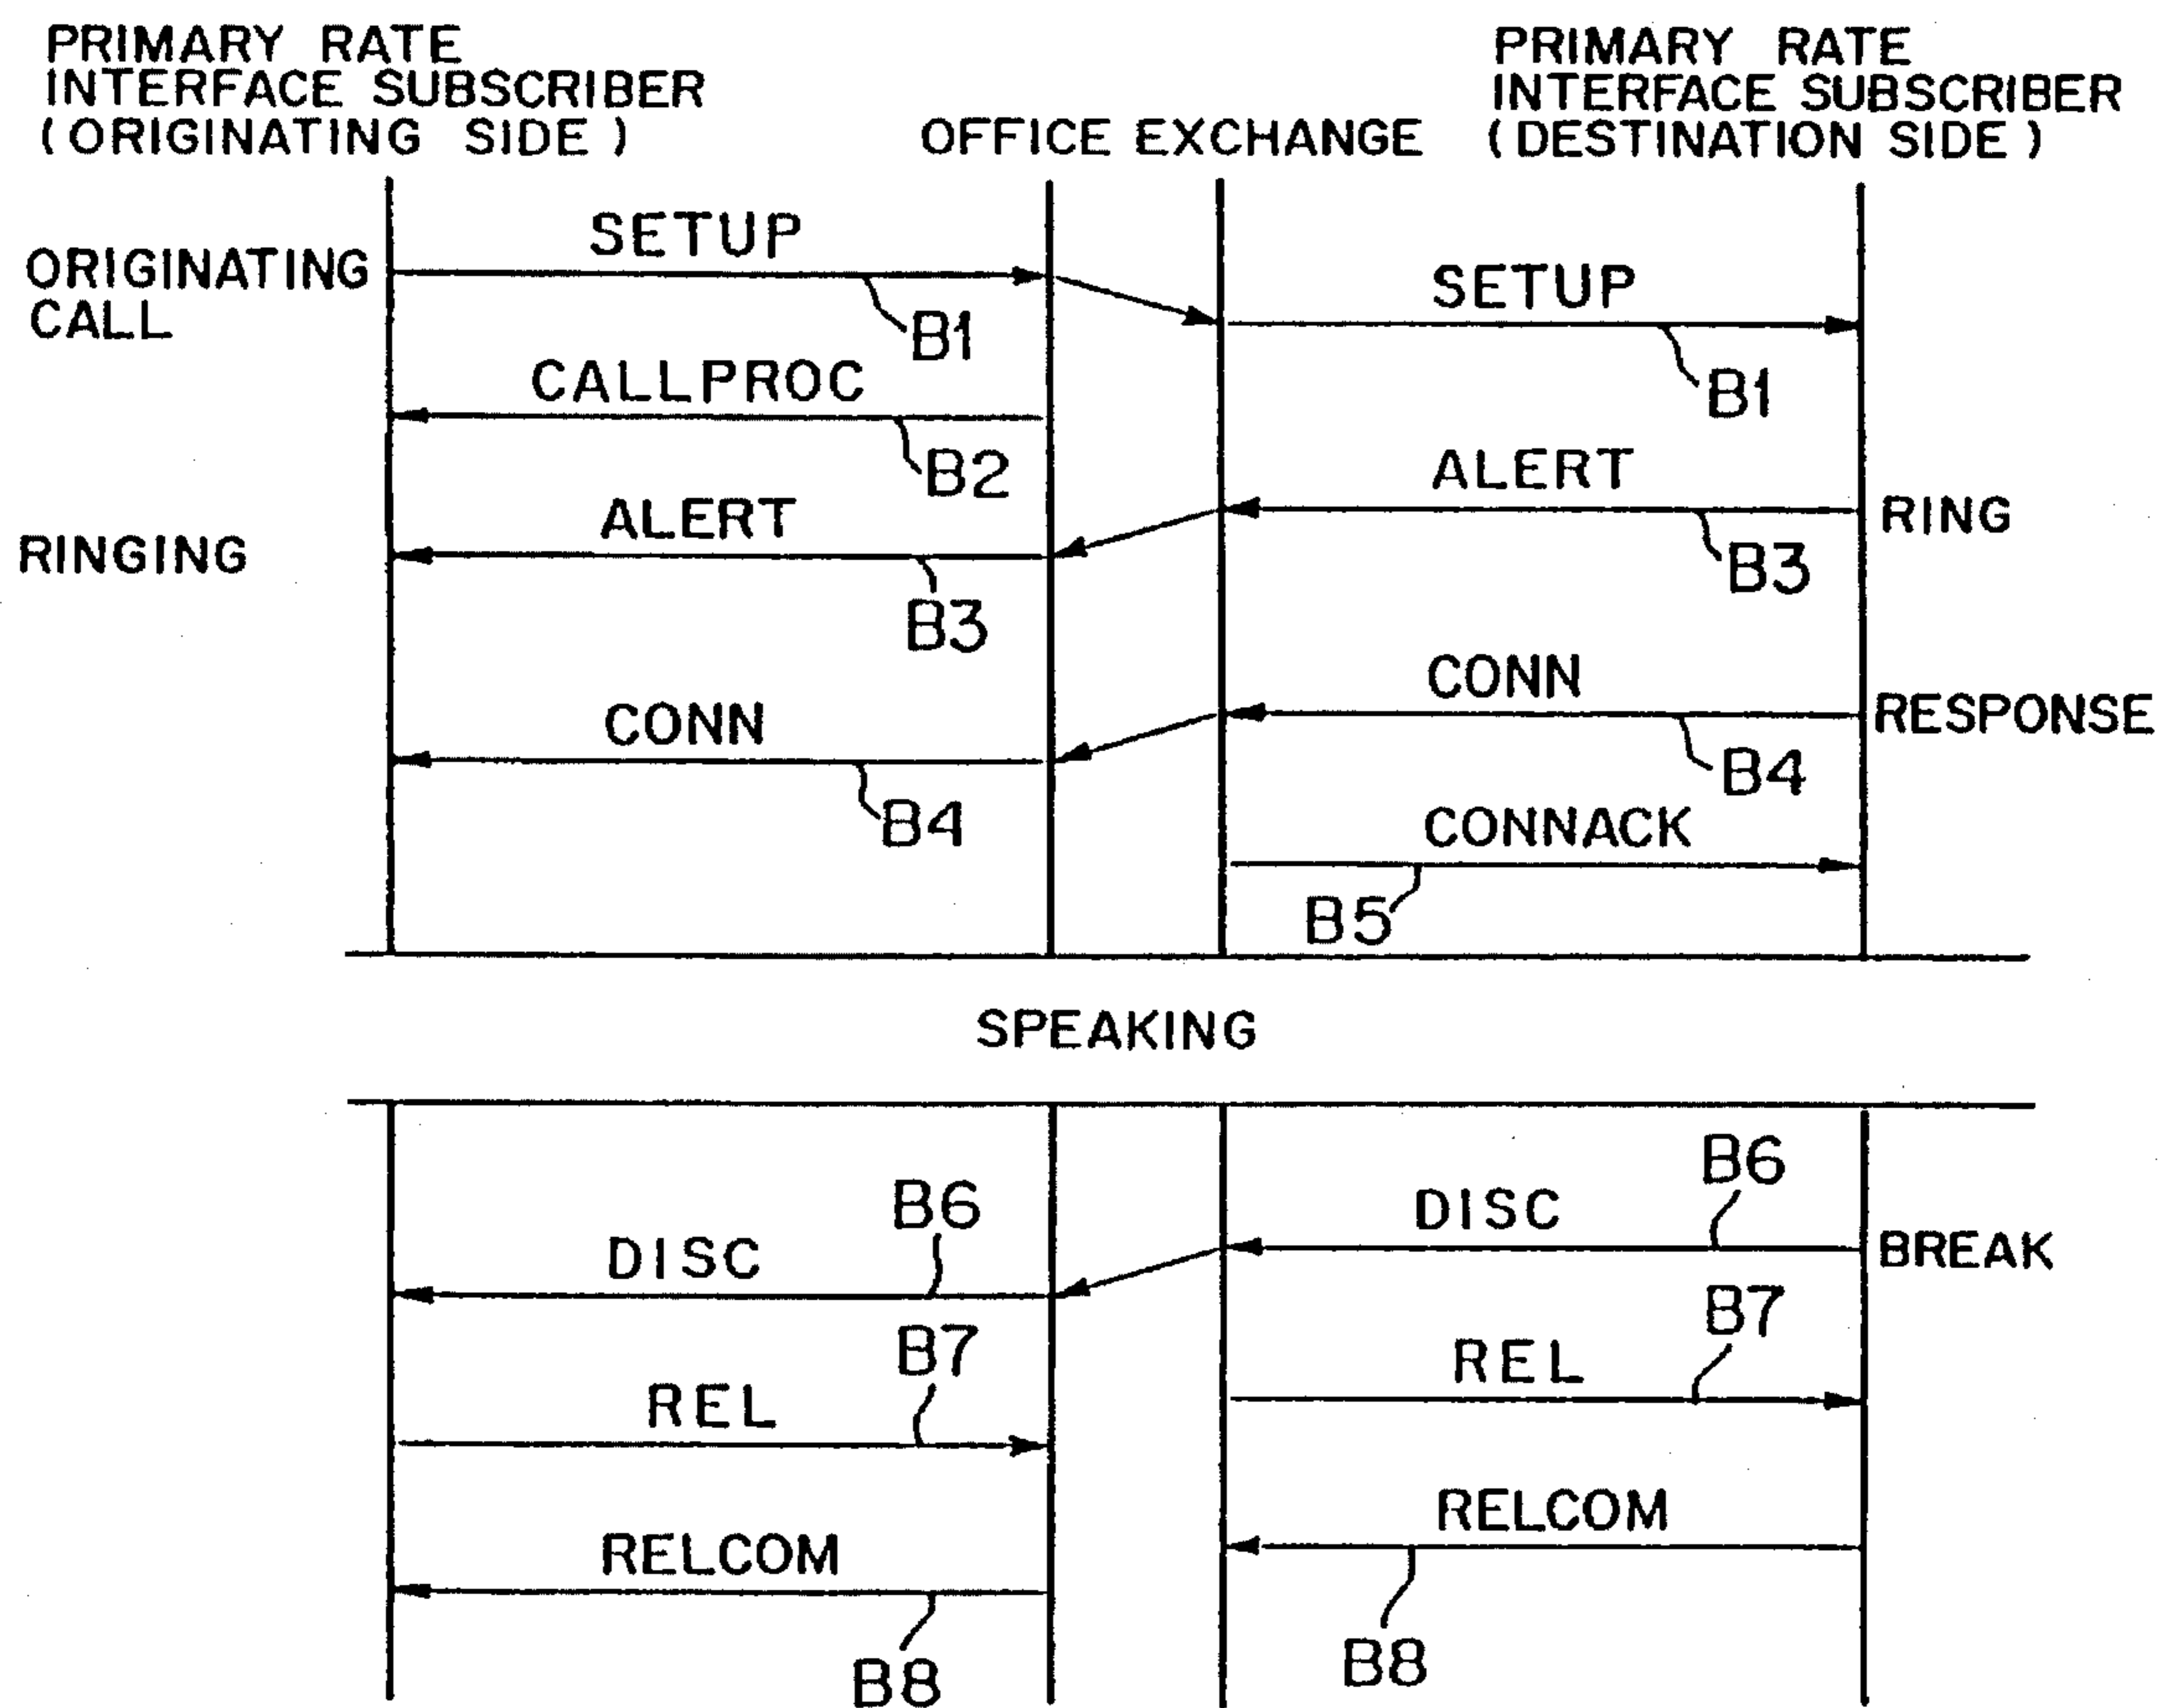 PRIMARY RATE
INTERFACE SUBSCRIBER
(ORIGINATING SIDE)
OFFICE EXCHANGE
PRIMARY RATE
INTERFACE SUBSCRIBER
(DESTINATION SIDE)
ORIGINATING
CALL
SETUP
B1
SETUP
B1
CALLPROC
B2
ALERT
B3
RING
RINGING
ALERT
B3
CONN
B4
RESPONSE
CONN
B4
CONNACK
B5
SPEAKING
B6
DISC
BREAK
B6
DISC
B7
REL
B7
REL
RELCOM
B8
RELCOM
B8